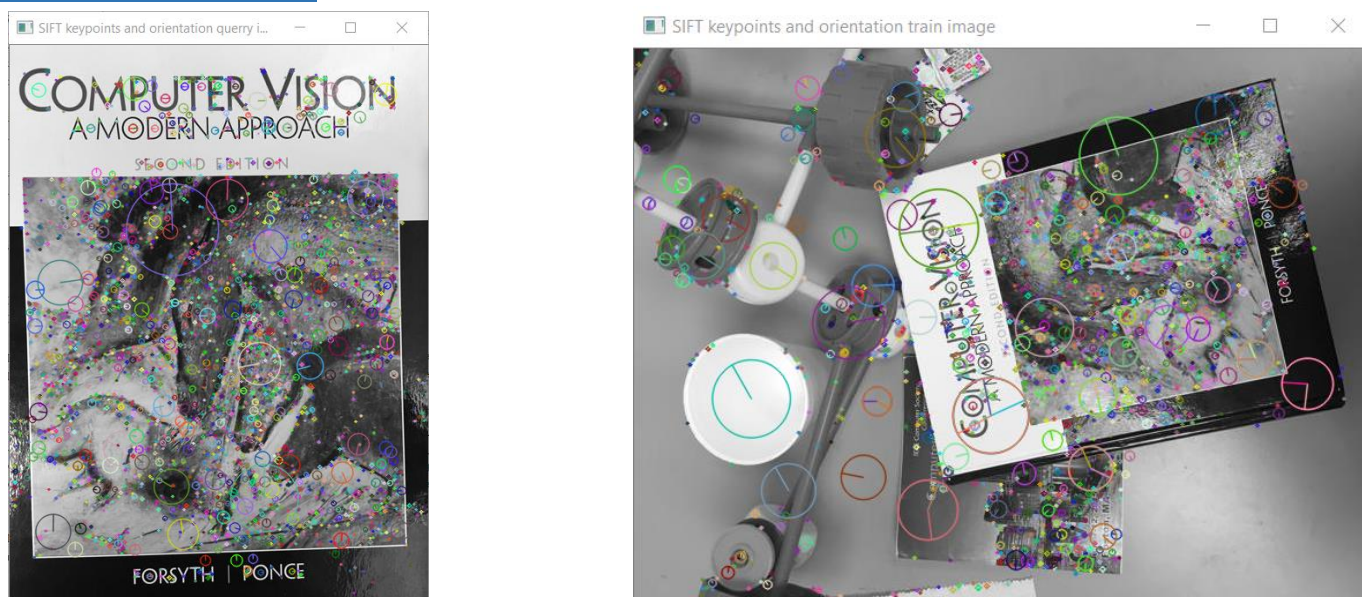 SIFT keypoints and orientation querry i...
COMPUTER VISION
A MODERN APPROACH
SECOND EDITION
FORSYTH | PONCE
SIFT keypoints and orientation train image
COMPUTER VISION
A MODERN APPROACH
SECOND EDITION
FORSYTH | PONCE